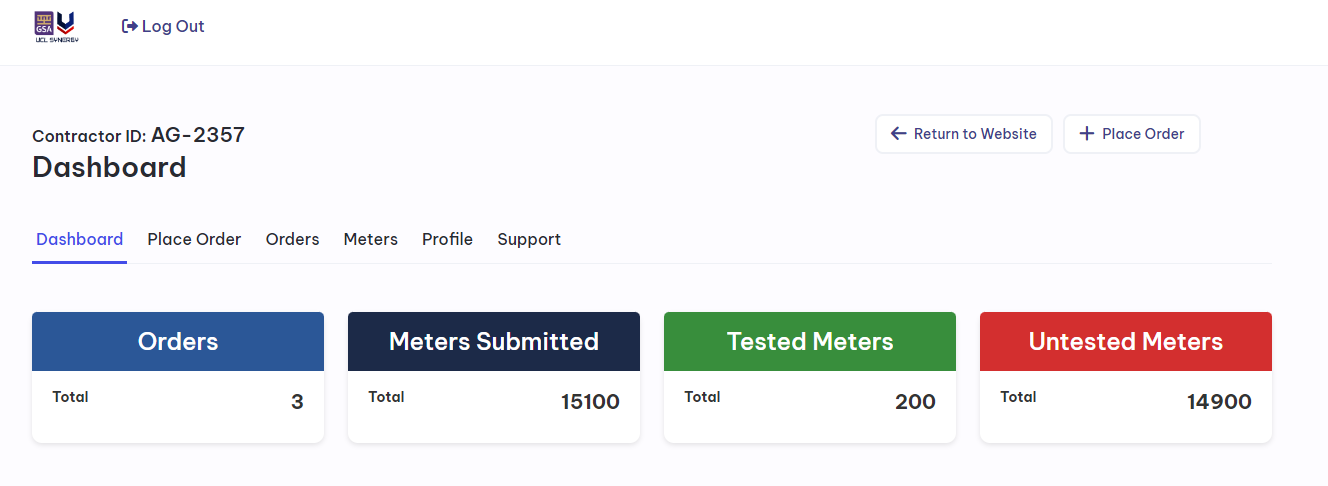 GSA
UCL SYNERGY
Log Out
Contractor ID: AG-2357
Dashboard
Return to Website
Place Order
Dashboard Place Order Orders Meters Profile Support
Orders
Total 3
Meters Submitted
Total 15100
Tested Meters
Total 200
Untested Meters
Total 14900